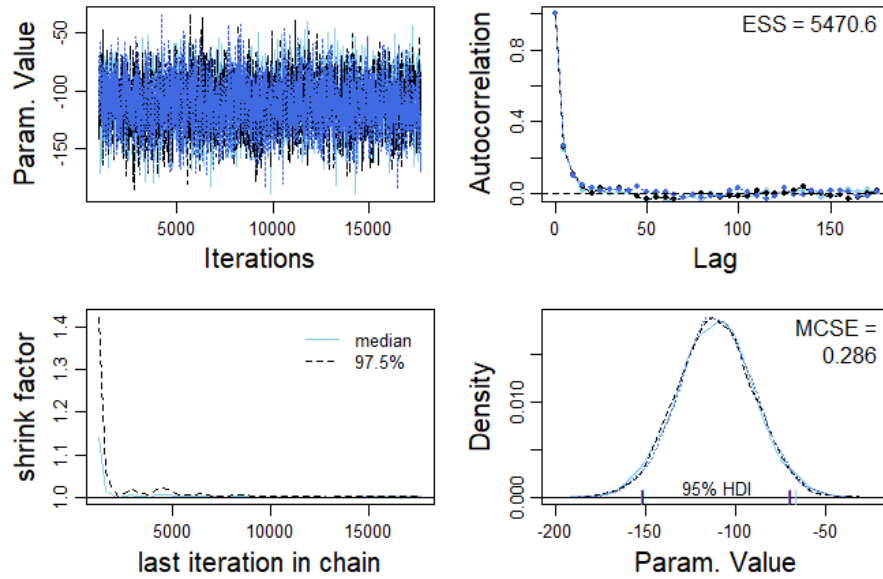 Param. Value
-50
-100
-150
5000
10000
15000
Iterations
Autocorrelation
0.8
0.4
0.0
0
50
100
150
Lag
ESS = 5470.6
shrink factor
1.4
1.3
1.2
1.1
1.0
5000
10000
15000
last iteration in chain
median
97.5%
Density
0.010
0.000
-200
-150
-100
-50
Param. Value
MCSE =
0.286
95% HDI